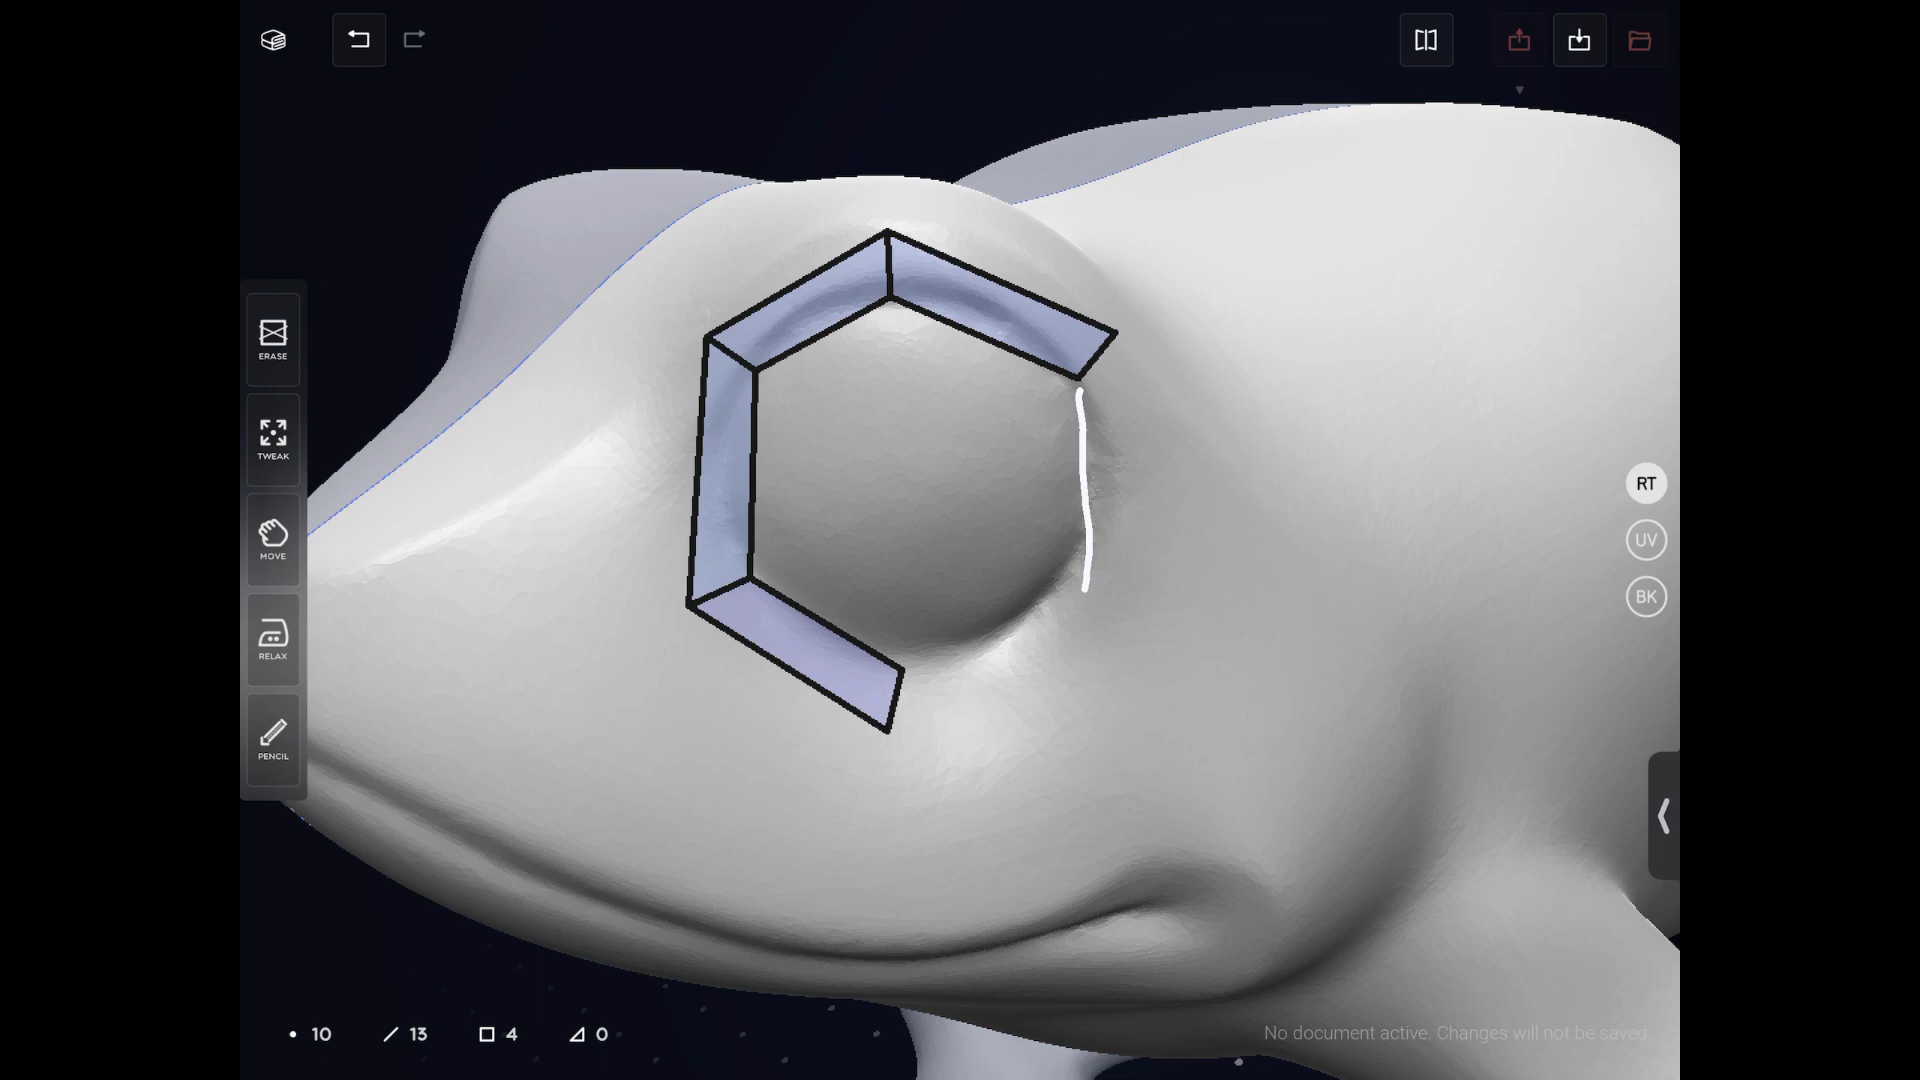 ERASE
TWEAK
MOVE
RELAX
PENCIL
RT
UV
BK
10 13 4 0
No document active. Changes will not be saved.